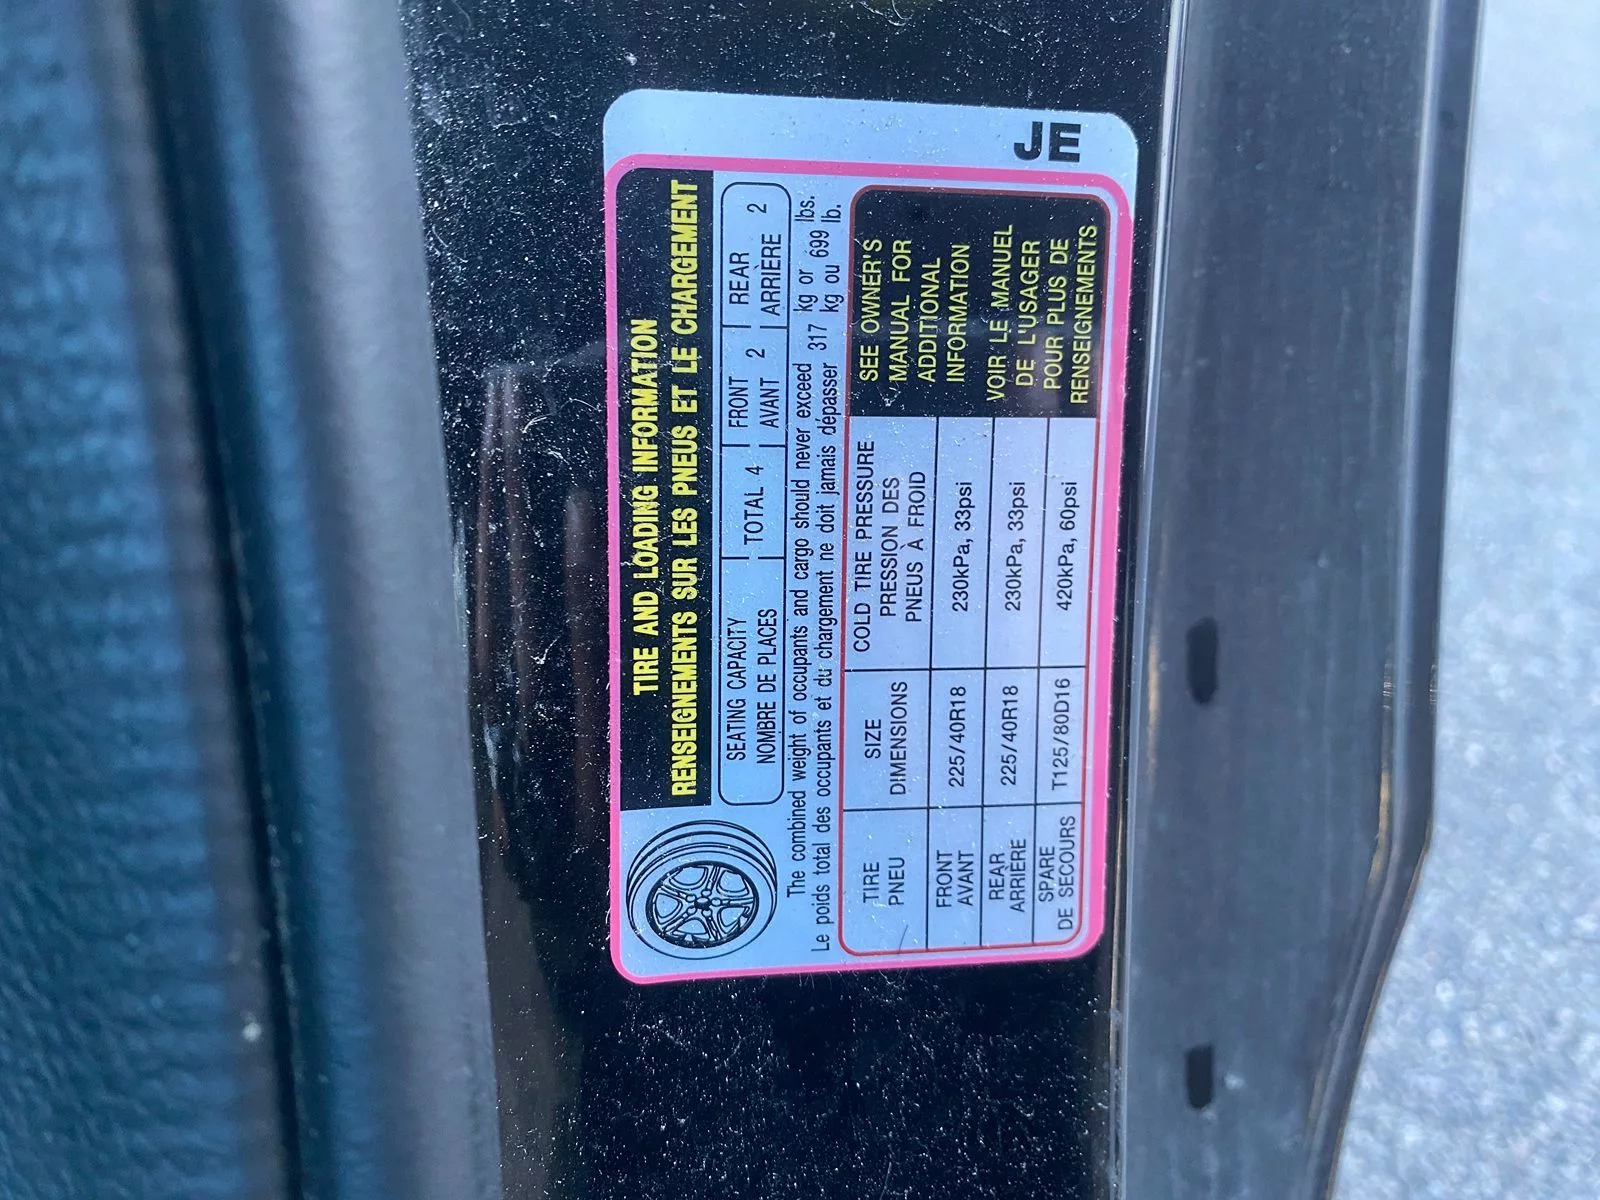 JE
TIRE AND LOADING INFORMATION
RENSEIGNEMENTS SUR LES PNEUS ET LE CHARGEMENT
SEATING CAPACITY TOTAL 4 FRONT 2 REAR 2
NOMBRE DE PLACES AVANT ARRIÈRE
The combined weight of occupants and cargo should never exceed 317 kg or 699 lbs.
Le poids total des occupants et du chargement ne doit jamais dépasser 317 kg ou 699 lb.
TIRE
PNEU
SIZE
DIMENSIONS
COLD TIRE PRESSURE
PRESSION DES
PNEUS À FROID
FRONT
AVANT
225/40R18
230kPa, 33psi
REAR
ARRIÈRE
225/40R18
230kPa, 33psi
SPARE
DE SECOURS
T125/80D16
420kPa, 60psi
SEE OWNER'S
MANUAL FOR
ADDITIONAL
INFORMATION
VOIR LE MANUEL
DE L'USAGER
POUR PLUS DE
RENSEIGNEMENTS